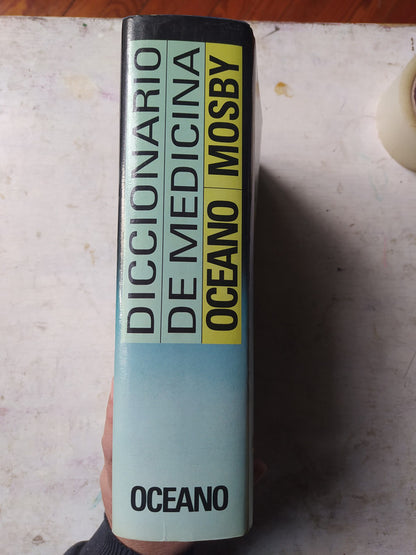 DICCIONARIO
DE MEDICINA
OCEANO MOSBY
OCEANO